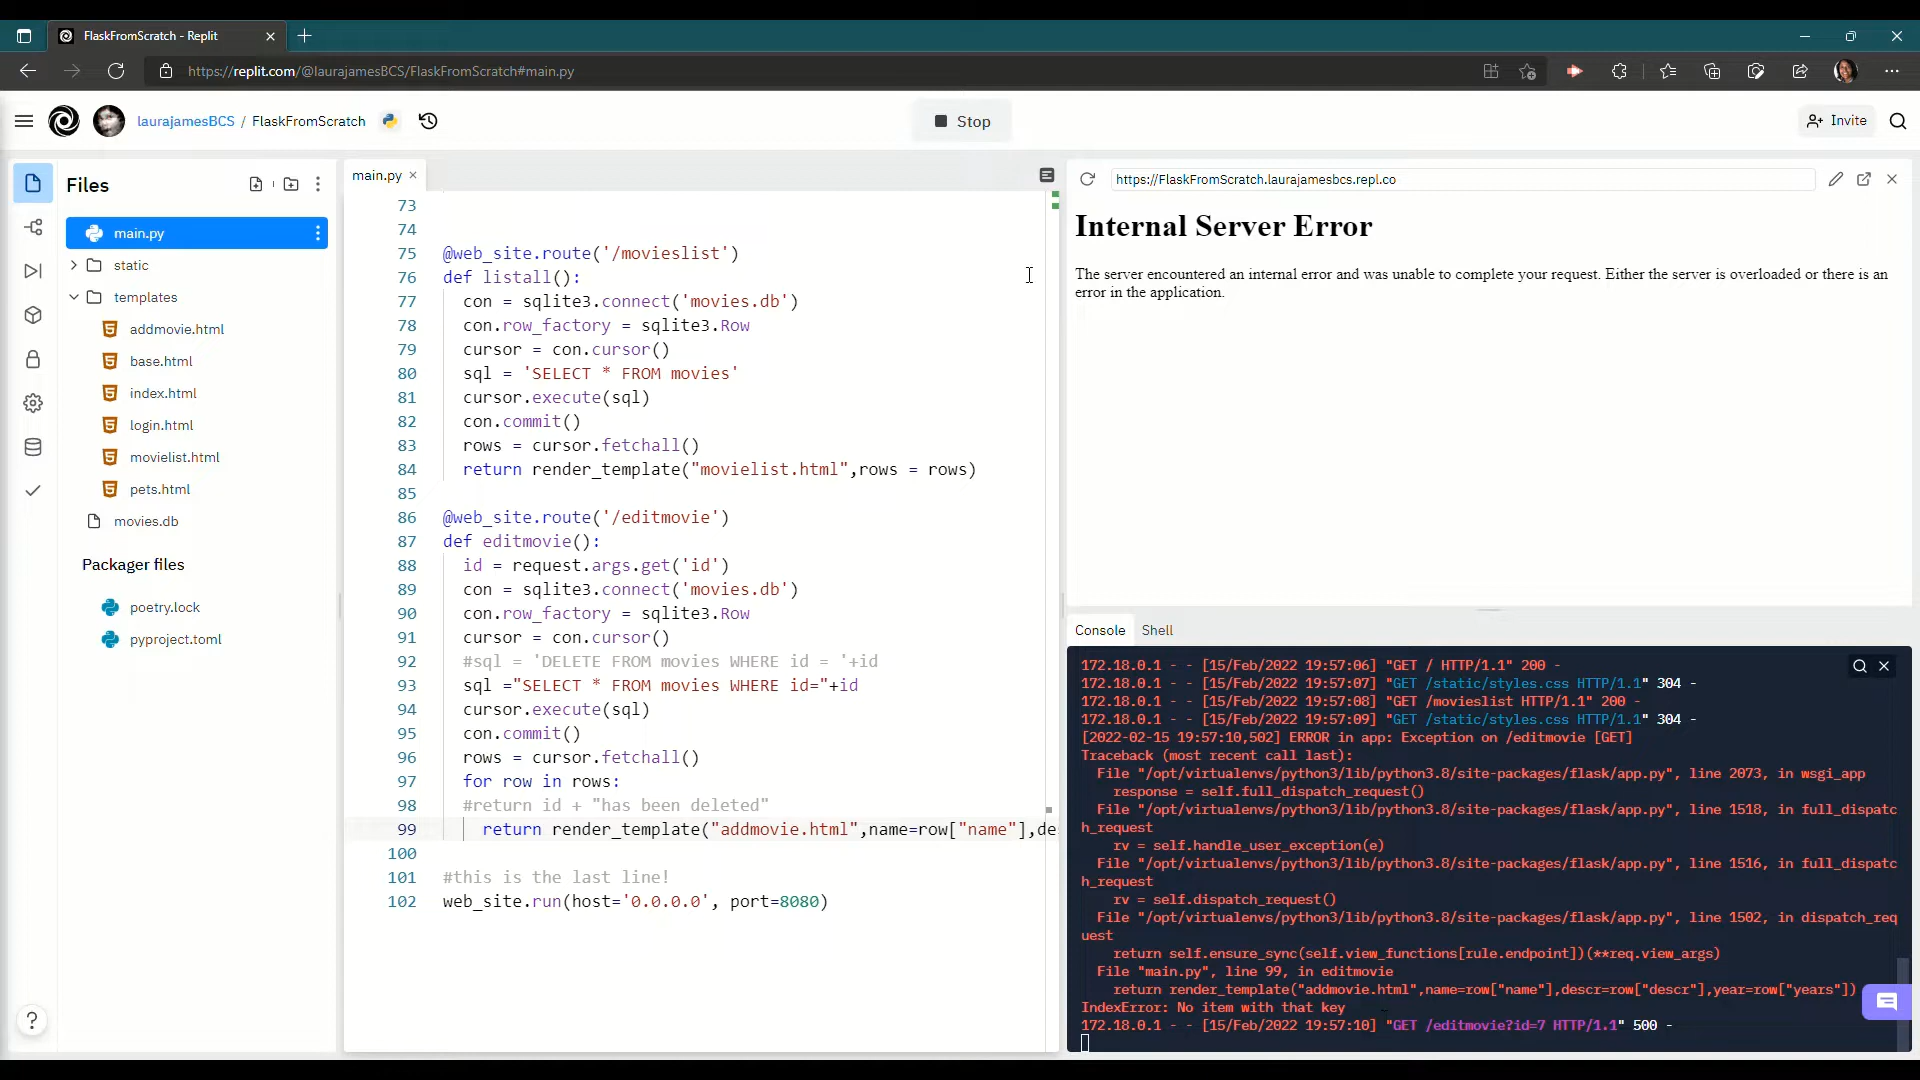 FlaskFromScratch - Replit
https://replit.com/@laurajamesBCS/FlaskFromScratch#main.py
laurajamesBCS / FlaskFromScratch
Stop
Invite
Files
main.py
static
templates
addmovie.html
base.html
index.html
login.html
movielist.html
pets.html
movies.db
Packager files
poetry.lock
pyproject.toml
?
main.py
73
74
75 @web_site.route('/movieslist')
76 def listall():
77 con = sqlite3.connect('movies.db')
78 con.row_factory = sqlite3.Row
79 cursor = con.cursor()
80 sql = 'SELECT * FROM movies'
81 cursor.execute(sql)
82 con.commit()
83 rows = cursor.fetchall()
84 return render_template("movielist.html",rows = rows)
85
86 @web_site.route('/editmovie')
87 def editmovie():
88 id = request.args.get('id')
89 con = sqlite3.connect('movies.db')
90 con.row_factory = sqlite3.Row
91 cursor = con.cursor()
92 #sql = 'DELETE FROM movies WHERE id = '+id
93 sql ="SELECT * FROM movies WHERE id="+id
94 cursor.execute(sql)
95 con.commit()
96 rows = cursor.fetchall()
97 for row in rows:
98 #return id + "has been deleted"
99 return render_template("addmovie.html",name=row["name"],de
100
101 #this is the last line!
102 web_site.run(host='0.0.0.0', port=8080)
https://FlaskFromScratch.laurajamesbcs.repl.co
Internal Server Error
The server encountered an internal error and was unable to complete your request. Either the server is overloaded or there is an
error in the application.
Console Shell
172.18.0.1 - - [15/Feb/2022 19:57:06] "GET / HTTP/1.1" 200 -
172.18.0.1 - - [15/Feb/2022 19:57:07] "GET /static/styles.css HTTP/1.1" 304 -
172.18.0.1 - - [15/Feb/2022 19:57:08] "GET /movieslist HTTP/1.1" 200 -
172.18.0.1 - - [15/Feb/2022 19:57:09] "GET /static/styles.css HTTP/1.1" 304 -
[2022-02-15 19:57:10,502] ERROR in app: Exception on /editmovie [GET]
Traceback (most recent call last):
File "/opt/virtualenvs/python3/lib/python3.8/site-packages/flask/app.py", line 2073, in wsgi_app
response = self.full_dispatch_request()
File "/opt/virtualenvs/python3/lib/python3.8/site-packages/flask/app.py", line 1518, in full_dispatc
h_request
rv = self.handle_user_exception(e)
File "/opt/virtualenvs/python3/lib/python3.8/site-packages/flask/app.py", line 1516, in full_dispatc
h_request
rv = self.dispatch_request()
File "/opt/virtualenvs/python3/lib/python3.8/site-packages/flask/app.py", line 1502, in dispatch_req
uest
return self.ensure_sync(self.view_functions[rule.endpoint])(**req.view_args)
File "main.py", line 99, in editmovie
return render_template("addmovie.html",name=row["name"],descr=row["descr"],year=row["years"])
IndexError: No item with that key
172.18.0.1 - - [15/Feb/2022 19:57:10] "GET /editmovie?id=7 HTTP/1.1" 500 -